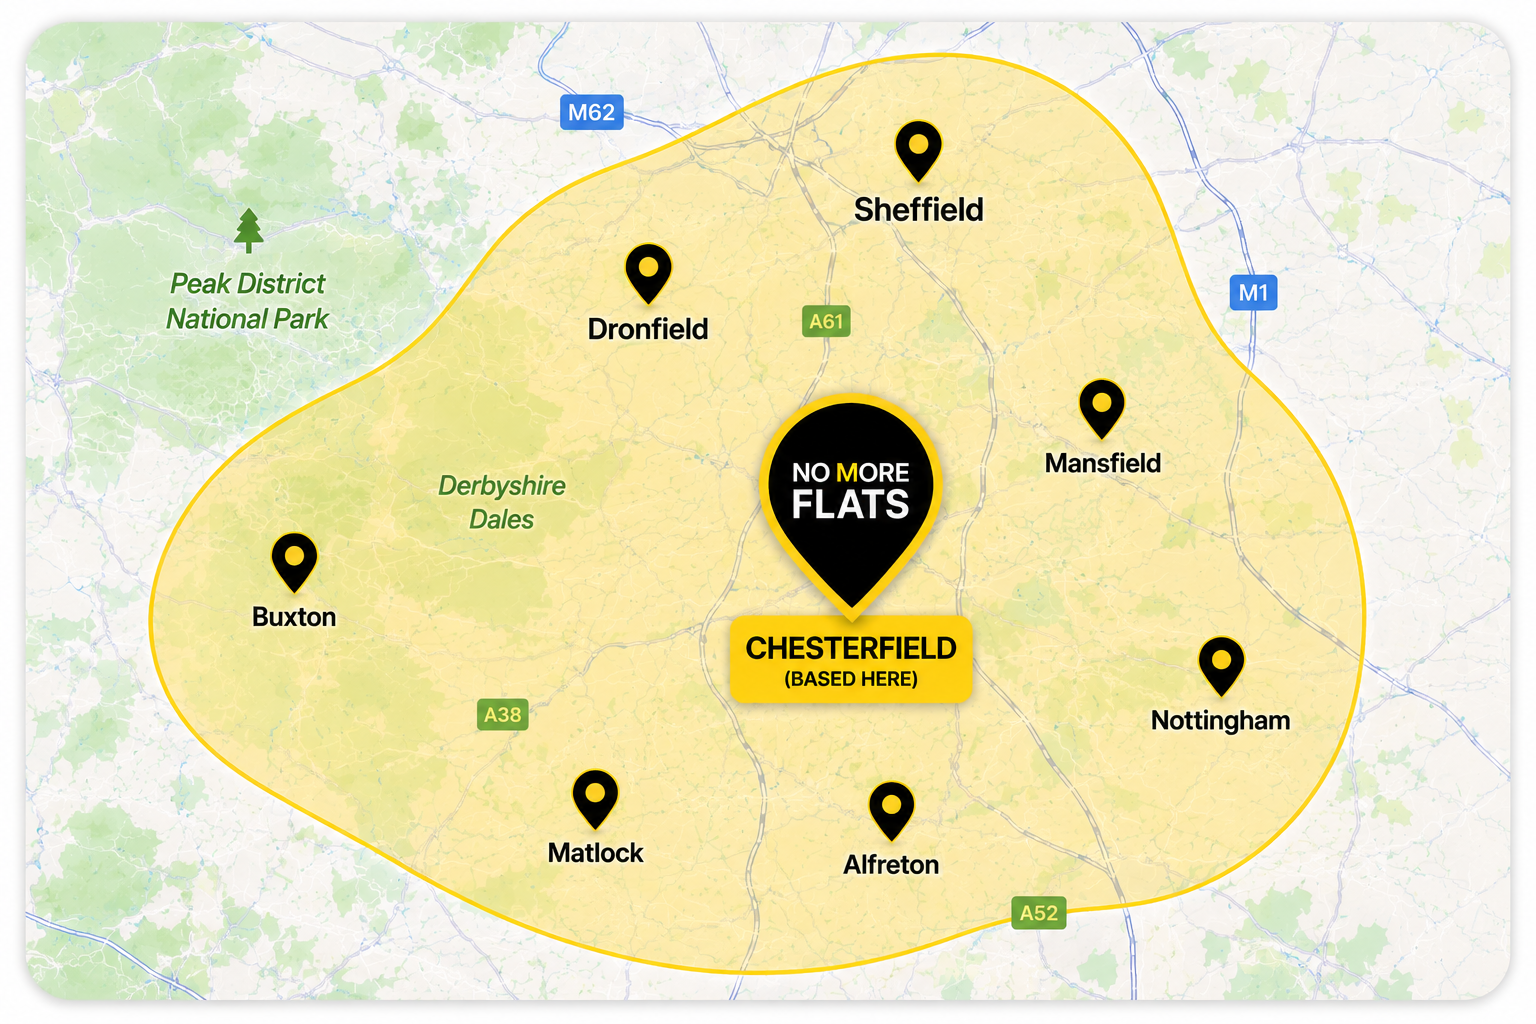 M62
Sheffield
Peak District
National Park
Dronfield
A61
M1
Mansfield
NO MORE
FLATS
Derbyshire
Dales
Buxton
CHESTERFIELD
(BASED HERE)
Nottingham
A38
Matlock
Alfreton
A52